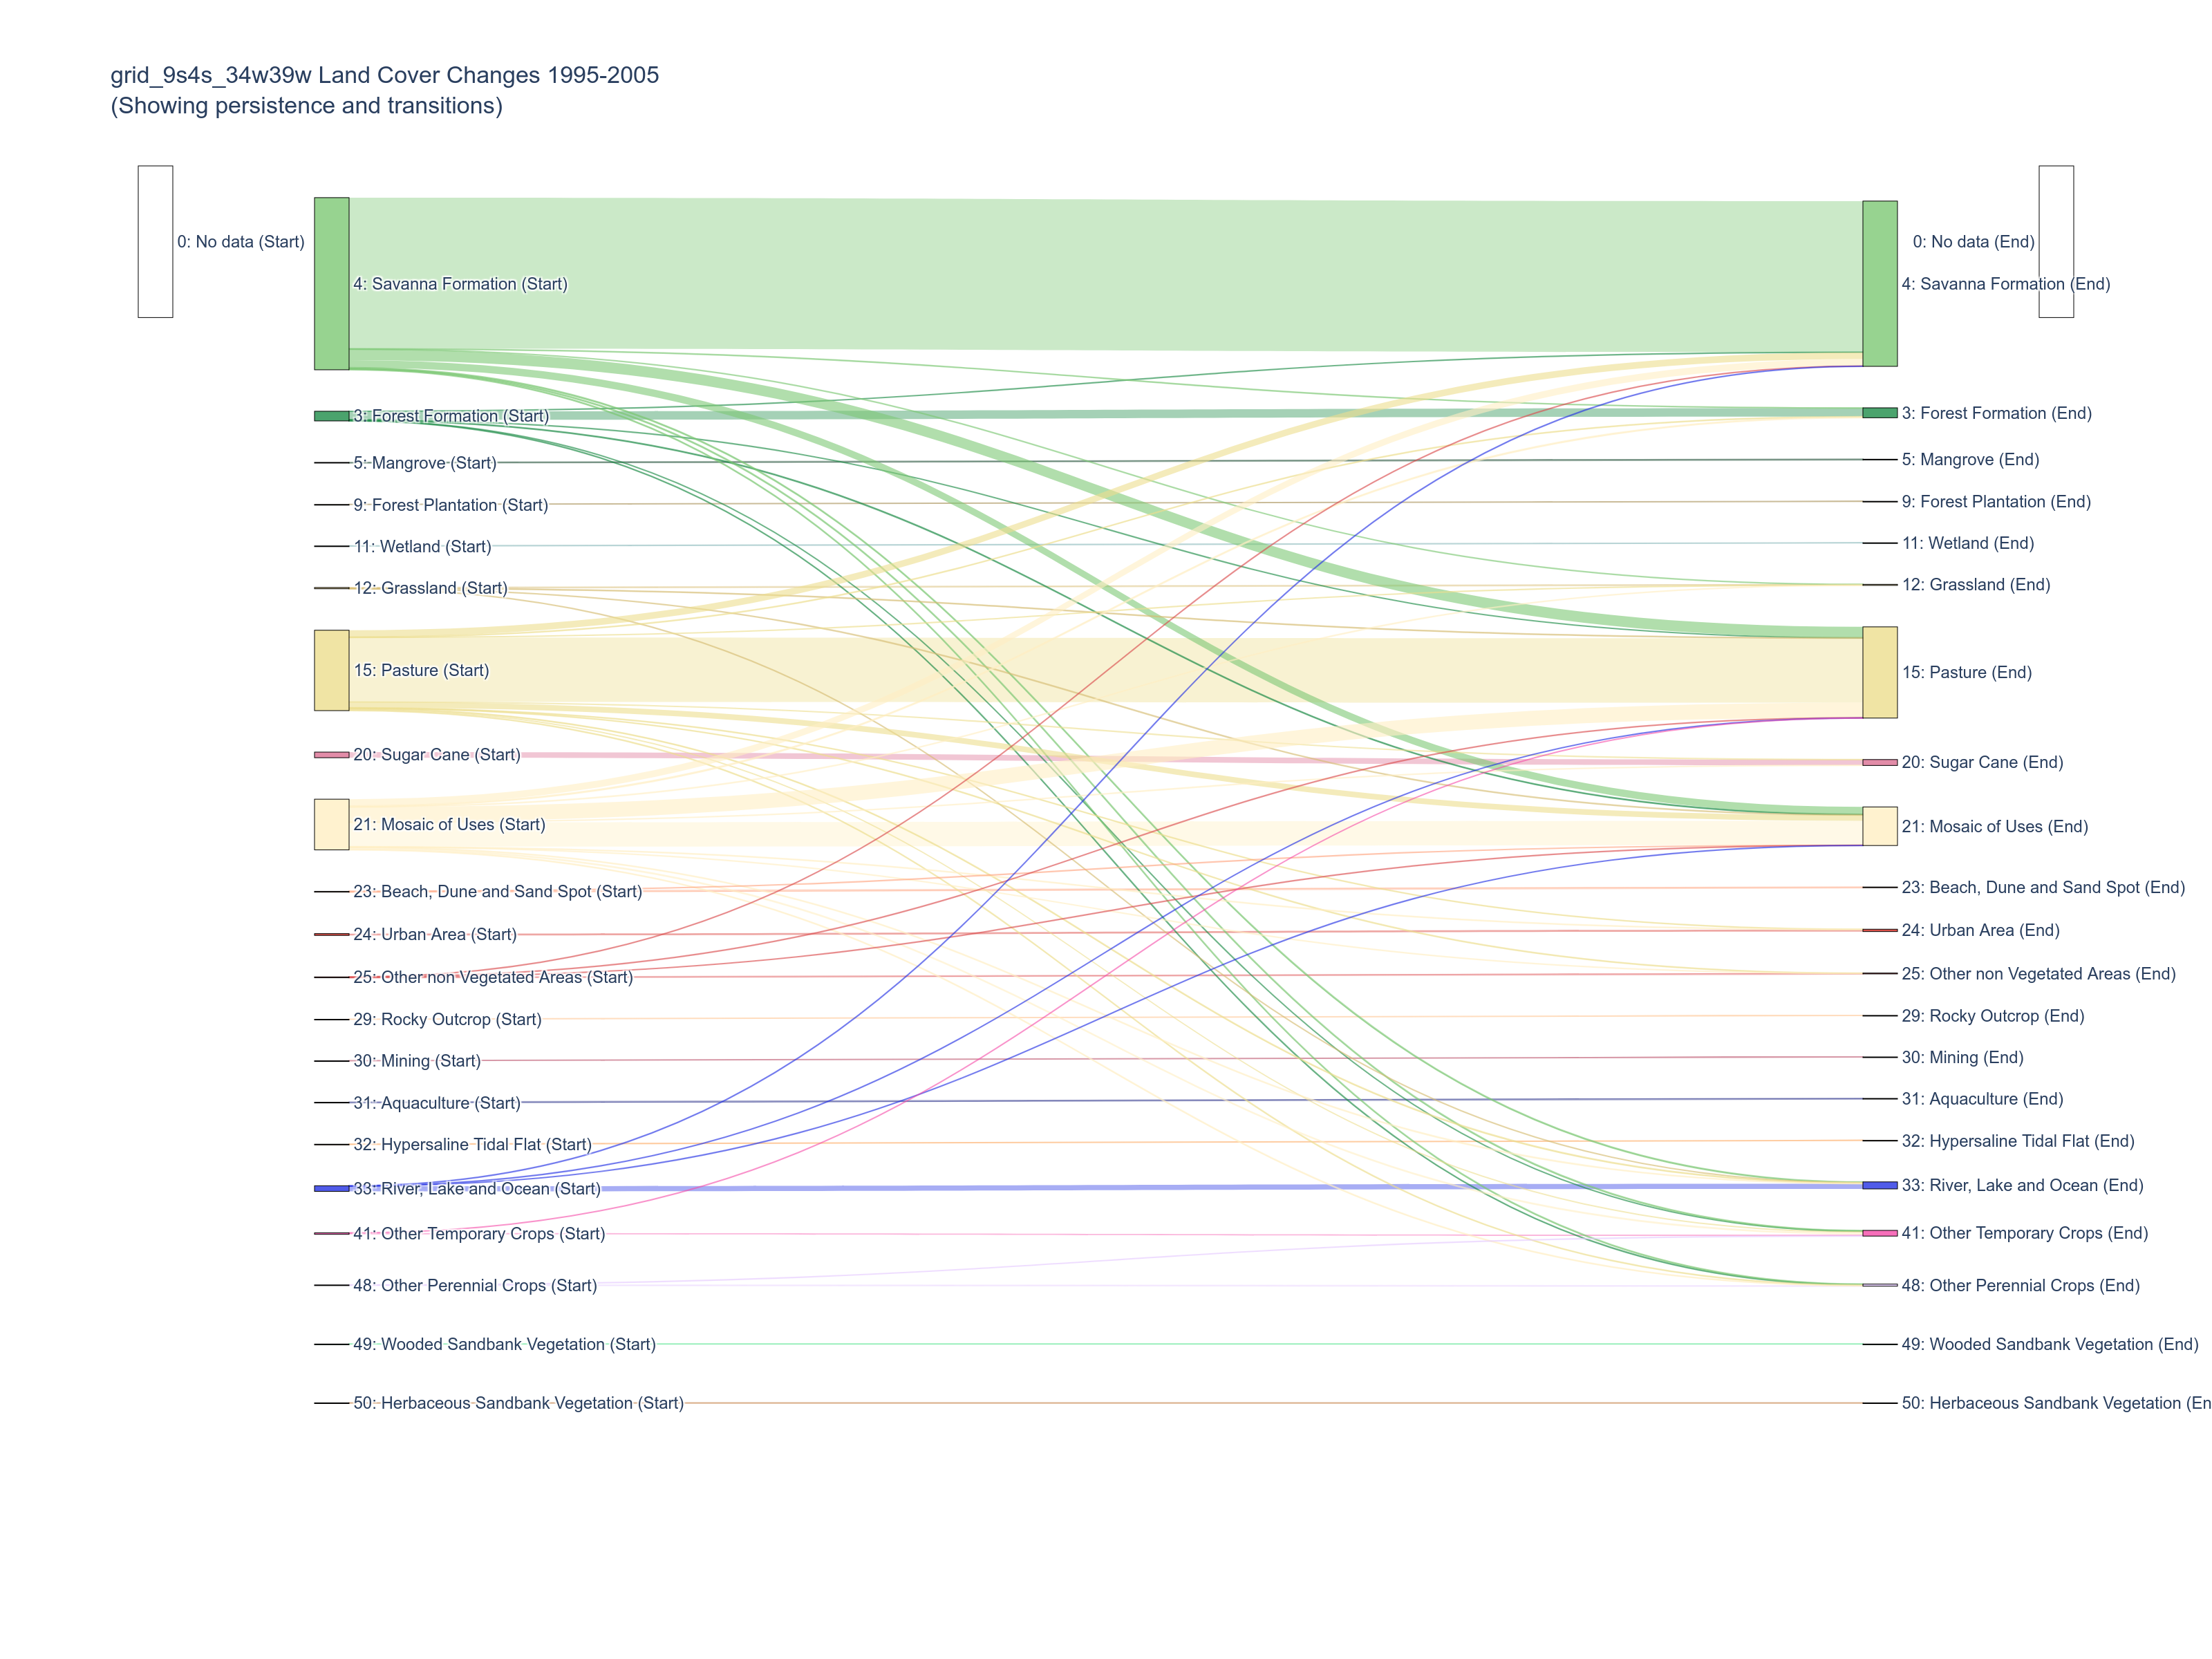 grid_9s4s_34w39w Land Cover Changes 1995-2005
(Showing persistence and transitions)
0: No data (Start)
0: No data (End)
4: Savanna Formation (Start)
4: Savanna Formation (End)
3: Forest Formation (Start)
3: Forest Formation (End)
5: Mangrove (Start)
5: Mangrove (End)
9: Forest Plantation (Start)
9: Forest Plantation (End)
11: Wetland (Start)
11: Wetland (End)
12: Grassland (Start)
12: Grassland (End)
15: Pasture (Start)
15: Pasture (End)
20: Sugar Cane (Start)
20: Sugar Cane (End)
21: Mosaic of Uses (Start)
21: Mosaic of Uses (End)
23: Beach, Dune and Sand Spot (Start)
23: Beach, Dune and Sand Spot (End)
24: Urban Area (Start)
24: Urban Area (End)
25: Other non Vegetated Areas (Start)
25: Other non Vegetated Areas (End)
29: Rocky Outcrop (Start)
29: Rocky Outcrop (End)
30: Mining (Start)
30: Mining (End)
31: Aquaculture (Start)
31: Aquaculture (End)
32: Hypersaline Tidal Flat (Start)
32: Hypersaline Tidal Flat (End)
33: River, Lake and Ocean (Start)
33: River, Lake and Ocean (End)
41: Other Temporary Crops (Start)
41: Other Temporary Crops (End)
48: Other Perennial Crops (Start)
48: Other Perennial Crops (End)
49: Wooded Sandbank Vegetation (Start)
49: Wooded Sandbank Vegetation (End)
50: Herbaceous Sandbank Vegetation (Start)
50: Herbaceous Sandbank Vegetation (En